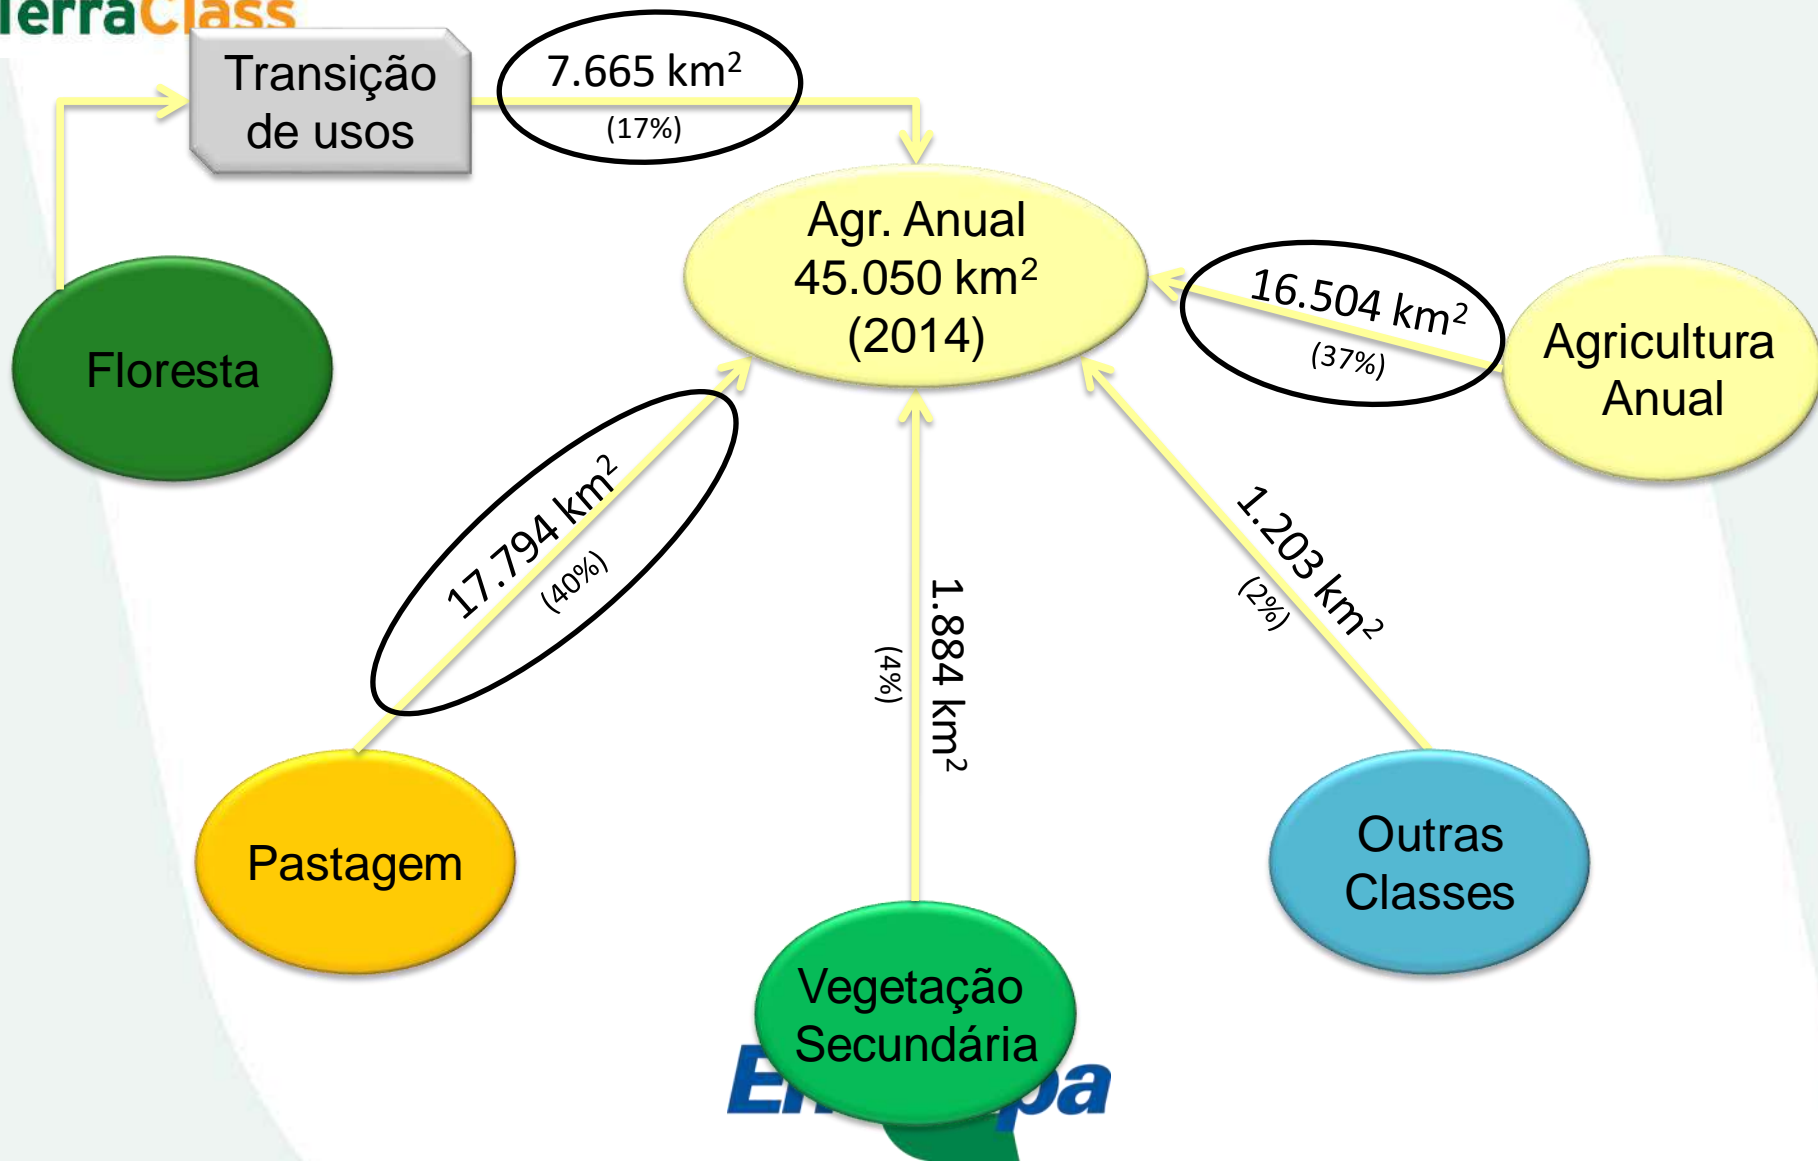 TerraClass
Transição
de usos
7.665 km²
(17%)
Agr. Anual
45.050 km²
(2014)
16.504 km²
(37%)
Agricultura
Anual
Floresta
17.794 km²
(40%)
1.884 km²
(4%)
1.203 km²
(2%)
Pastagem
Outras
Classes
Vegetação
Secundária